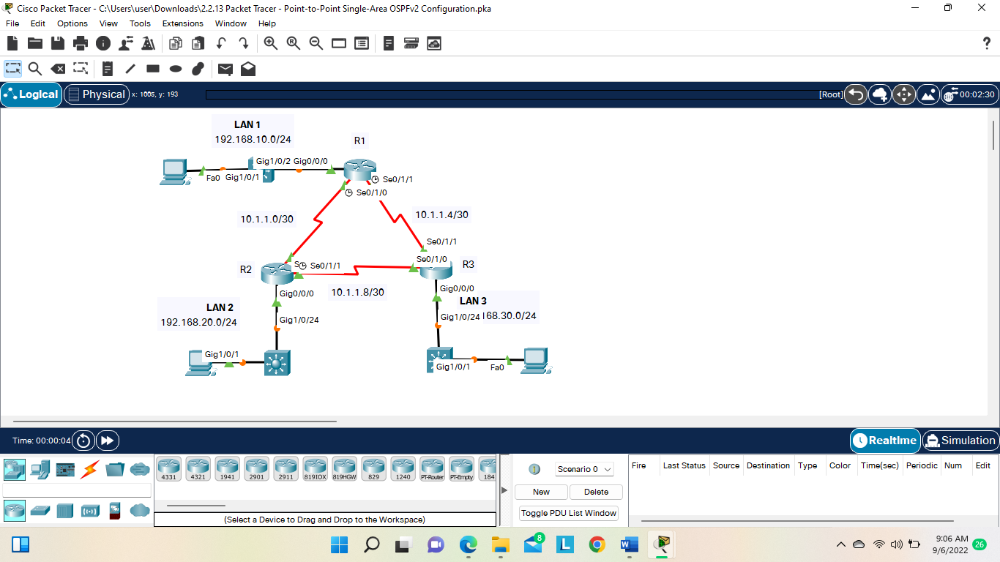 Cisco Packet Tracer - C:\Users\user\Downloads\2.2.13 Packet Tracer - Point-to-Point Single-Area OSPFv2 Configuration.pka
File Edit Options View Tools Extensions Window Help
?
Logical Physical x: 1005, y: 193 [Root] 00:02:30
LAN 1
192.168.10.0/24
R1
Gig1/0/2 Gig0/0/0
Fa0 Gig1/0/1
Se0/1/1
Se0/1/0
10.1.1.0/30
10.1.1.4/30
Se0/1/1
Se0/1/0
R3
R2
S
Se0/1/1
10.1.1.8/30
Gig0/0/0
Gig0/0/0
LAN 2
192.168.20.0/24
Gig1/0/24
LAN 3
Gig1/0/24
168.30.0/24
Gig1/0/1
Gig1/0/1
Fa0
Time: 00:00:04
Realtime Simulation
4331 4321 1941 2901 2911 819IOX 819HGW 829 1240 PT-Router PT-Empty 184
(Select a Device to Drag and Drop to the Workspace)
Scenario 0
New Delete
Toggle PDU List Window
Fire Last Status Source Destination Type Color Time(sec) Periodic Num Edit
8
L
W
9:06 AM
9/6/2022
26